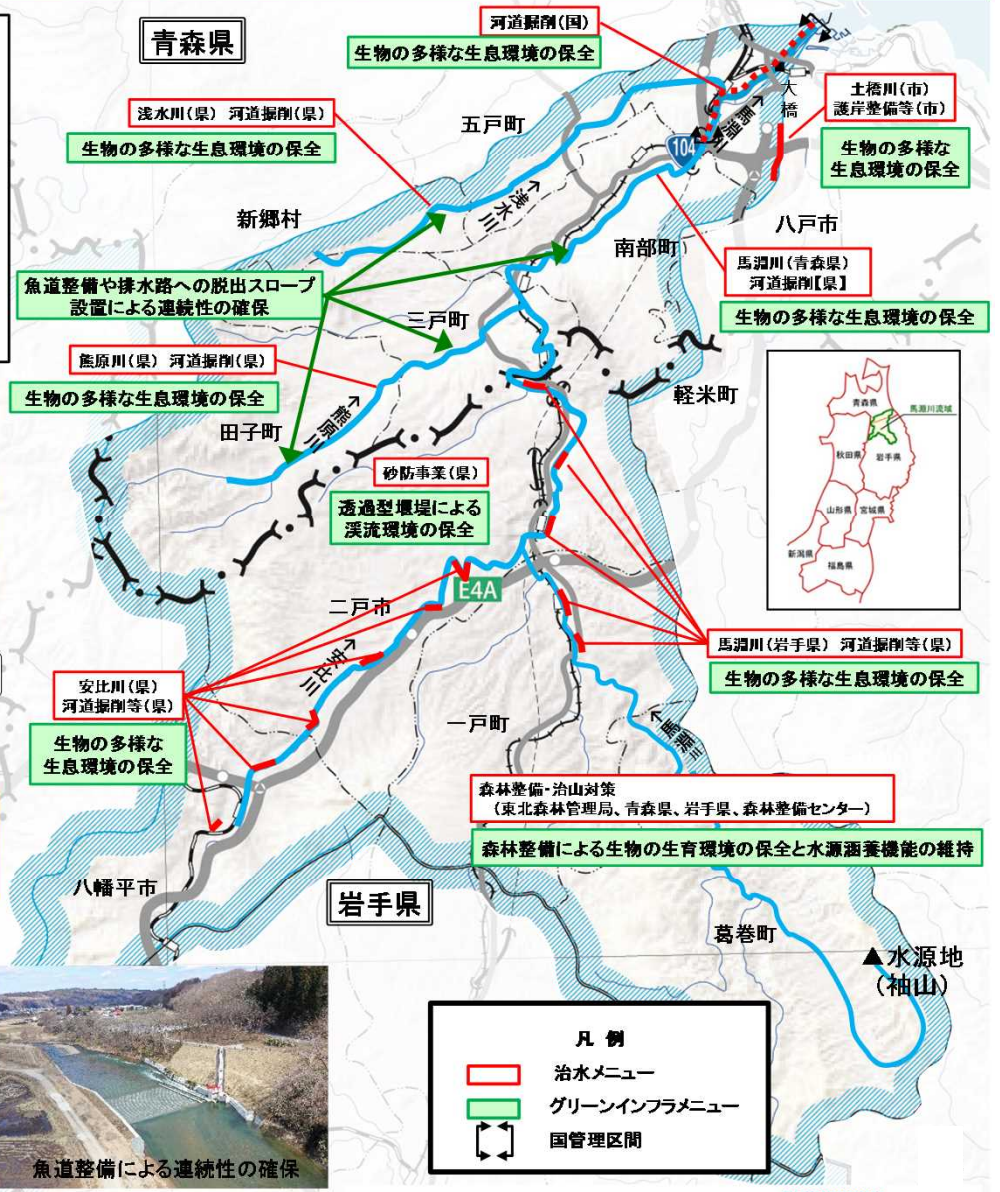 青森県
河道掘削(国)
生物の多様な生息環境の保全
大橋
土橋川(市)
護岸整備等(市)
生物の多様な
生息環境の保全
浅水川(県) 河道掘削(県)
生物の多様な生息環境の保全
五戸町
馬淵川
104
新郷村
浅水川
南部町
八戸市
馬淵川(青森県)
河道掘削【県】
生物の多様な生息環境の保全
魚道整備や排水路への脱出スロープ
設置による連続性の確保
三戸町
熊原川(県) 河道掘削(県)
生物の多様な生息環境の保全
田子町
熊原川
軽米町
青森県
馬淵川流域
秋田県
岩手県
山形県
宮城県
新潟県
福島県
砂防事業(県)
透過型堰堤による
渓流環境の保全
E4A
二戸市
安比川
馬淵川(岩手県) 河道掘削等(県)
生物の多様な生息環境の保全
安比川(県)
河道掘削等(県)
生物の多様な
生息環境の保全
一戸町
馬淵川
森林整備・治山対策
(東北森林管理局、青森県、岩手県、森林整備センター)
森林整備による生物の生育環境の保全と水源涵養機能の維持
八幡平市
岩手県
葛巻町
▲水源地
(袖山)
凡 例
治水メニュー
グリーンインフラメニュー
国管理区間
魚道整備による連続性の確保